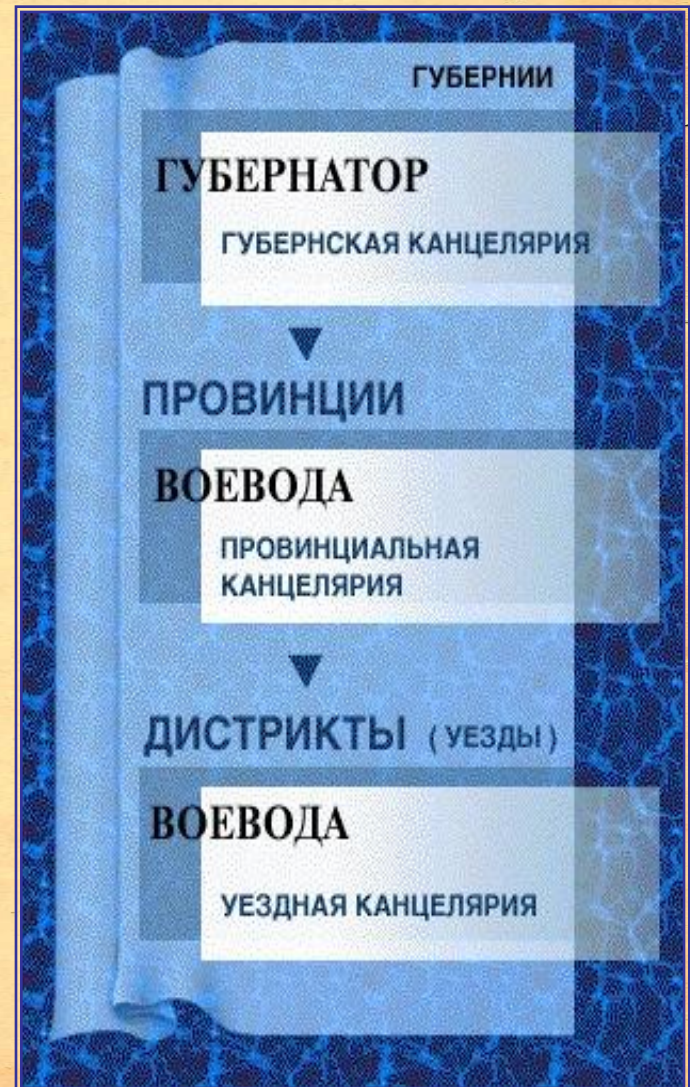 ГУБЕРНИИ
ГУБЕРНАТОР
ГУБЕРНСКАЯ КАНЦЕЛЯРИЯ
ПРОВИНЦИИ
ВОЕВОДА
ПРОВИНЦИАЛЬНАЯ
КАНЦЕЛЯРИЯ
ДИСТРИКТЫ ( УЕЗДЫ )
ВОЕВОДА
УЕЗДНАЯ КАНЦЕЛЯРИЯ